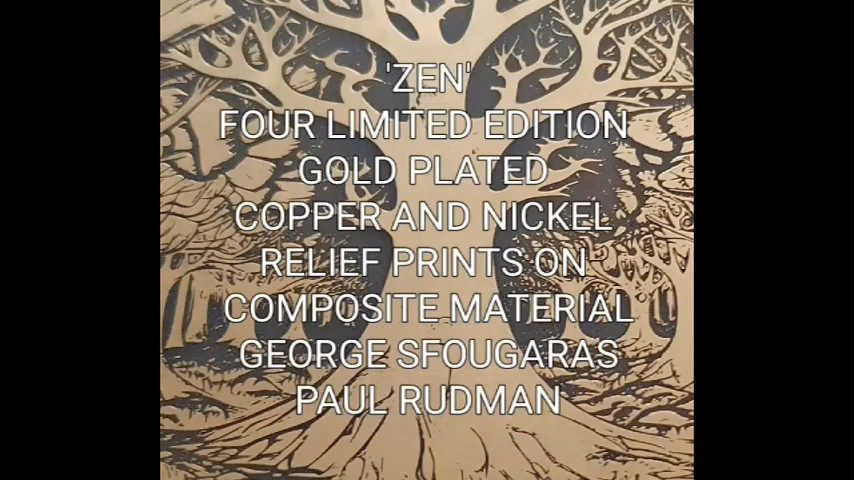 'ZEN'
FOUR LIMITED EDITION
GOLD PLATED
COPPER AND NICKEL
RELIEF PRINTS ON
COMPOSITE MATERIAL
GEORGE SFOUGARAS
PAUL RUDMAN